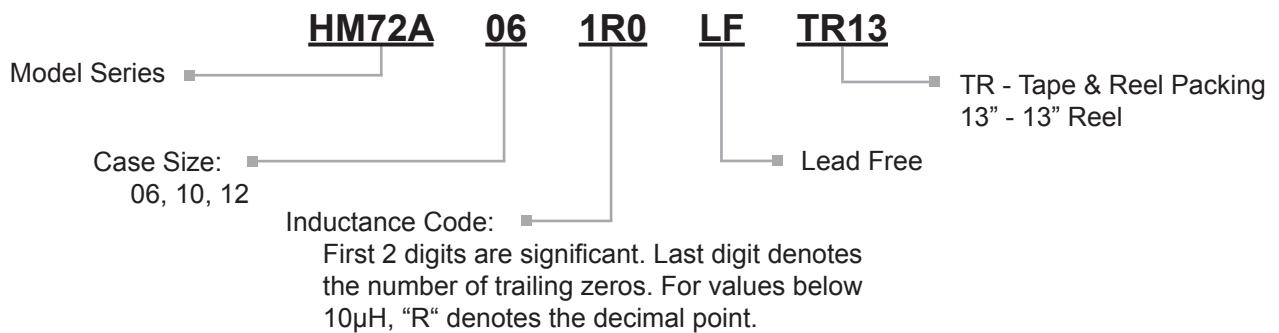 HM72A 06 1R0 LF TR13
Model Series
TR - Tape & Reel Packing
13” - 13” Reel
Case Size:
06, 10, 12
Lead Free
Inductance Code:
First 2 digits are significant. Last digit denotes
the number of trailing zeros. For values below
10µH, “R“ denotes the decimal point.